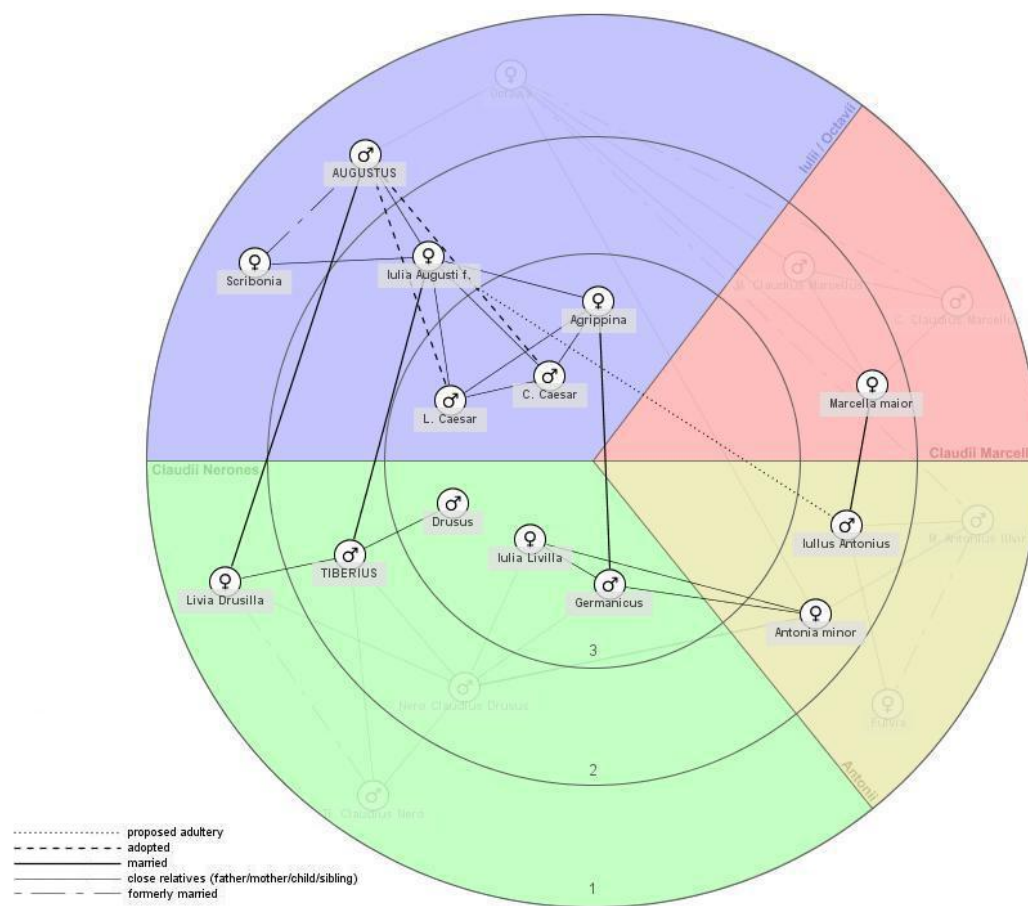 Octavia
Iulii / Octavii
AUGUSTUS
Scribonia
Iulia Augusti f.
Agrippina
M. Claudius Marcellus
C. Claudius Marcellus
C. Caesar
L. Caesar
Marcella maior
Claudii Nerones
Claudii Marcelli
Drusus
Iullus Antonius
M. Antonius IIIvir
Iulia Livilla
TIBERIUS
Livia Drusilla
Germanicus
Antonia minor
3
Nero Claudius Drusus
Fulvia
2
Antonii
Claudius Nero
1
proposed adultery
adopted
married
close relatives (father/mother/child/sibling)
formerly married